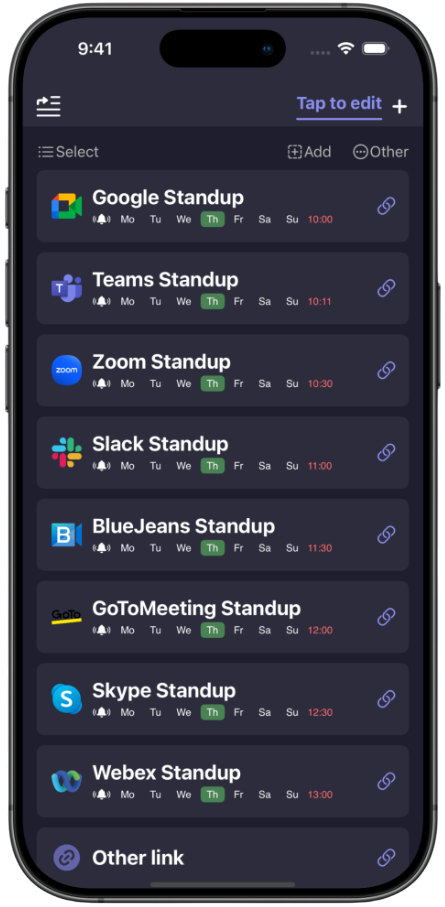 9:41
Tap to edit +
Select Add Other
Google Standup
Mo Tu We Th Fr Sa Su 10:00
Teams Standup
T
Mo Tu We Th Fr Sa Su 10:11
Zoom Standup
zoom
Mo Tu We Th Fr Sa Su 10:30
Slack Standup
Mo Tu We Th Fr Sa Su 11:00
BlueJeans Standup
B
Mo Tu We Th Fr Sa Su 11:30
GoToMeeting Standup
GoTo
Mo Tu We Th Fr Sa Su 12:00
Skype Standup
S
Mo Tu We Th Fr Sa Su 12:30
Webex Standup
Mo Tu We Th Fr Sa Su 13:00
Other link